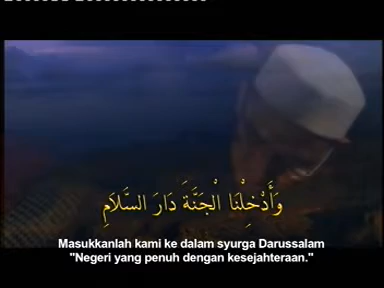 وَأَدْخِلْنَا الْجَنَّةَ دَارَ السَّلَامِ
Masukkanlah kami ke dalam syurga Darussalam
"Negeri yang penuh dengan kesejahteraan."